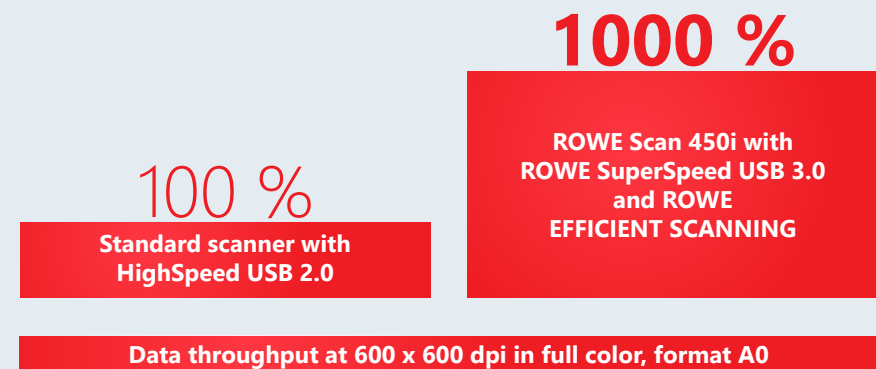 1000 %
ROWE Scan 450i with
ROWE SuperSpeed USB 3.0
and ROWE
EFFICIENT SCANNING
100 %
Standard scanner with
HighSpeed USB 2.0
Data throughput at 600 x 600 dpi in full color, format A0